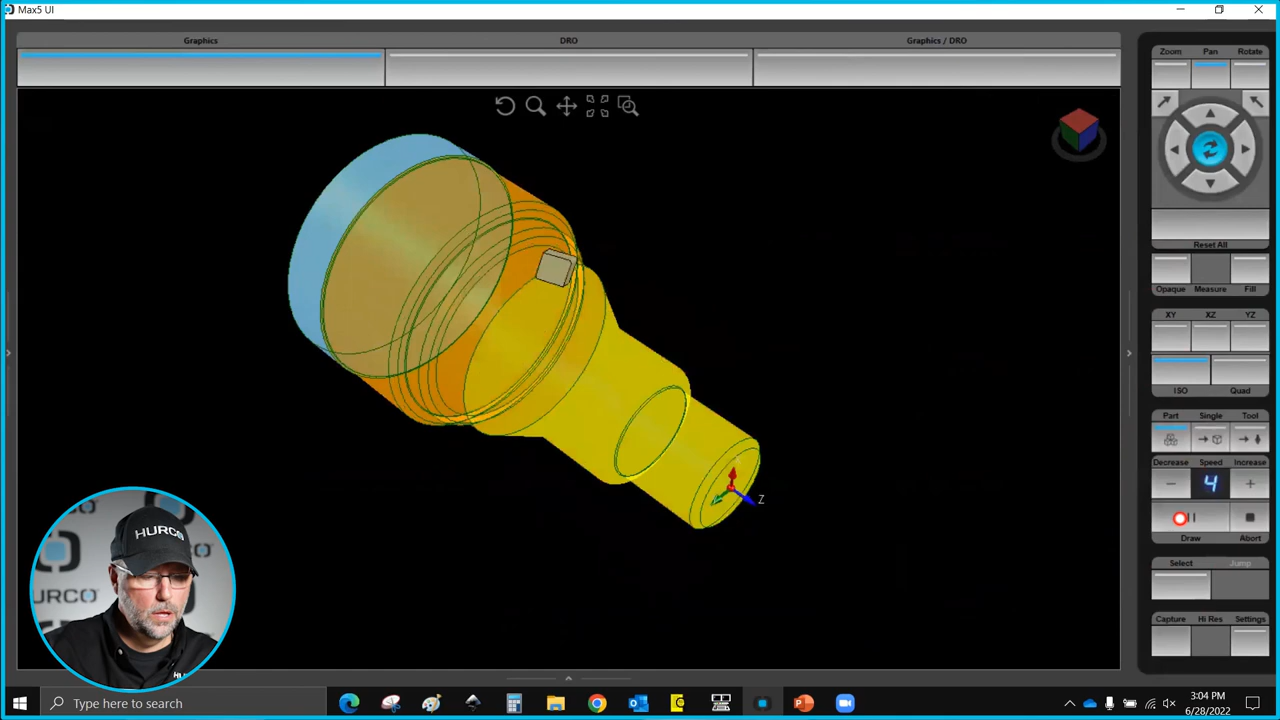 Max5 UI
Graphics
DRO
Graphics / DRO
Zoom
Pan
Rotate
Reset All
Opaque
Measure
Fill
XY
XZ
YZ
ISO
Quad
Part
Single
Tool
Decrease
Speed
Increase
4
Draw
Abort
Select
Jump
Capture
Hi Res
Settings
Z
HURCO
HURCO
Type here to search
3:04 PM
6/28/2022